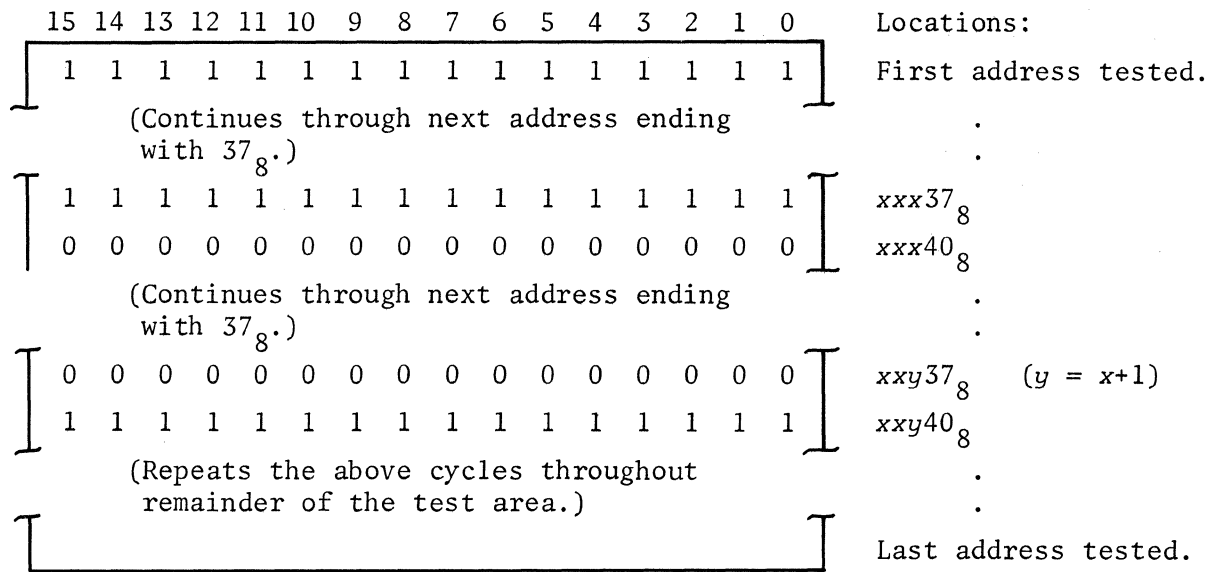 15 14 13 12 11 10 9 8 7 6 5 4 3 2 1 0 Locations:
1 1 1 1 1 1 1 1 1 1 1 1 1 1 1 1 First address tested.
(Continues through next address ending .
with 37₈.) .
1 1 1 1 1 1 1 1 1 1 1 1 1 1 1 1 xxx37₈
0 0 0 0 0 0 0 0 0 0 0 0 0 0 0 0 xxx40₈
(Continues through next address ending .
with 37₈.) .
0 0 0 0 0 0 0 0 0 0 0 0 0 0 0 0 xxy37₈ (y = x+1)
1 1 1 1 1 1 1 1 1 1 1 1 1 1 1 1 xxy40₈
(Repeats the above cycles throughout .
remainder of the test area.) .
Last address tested.